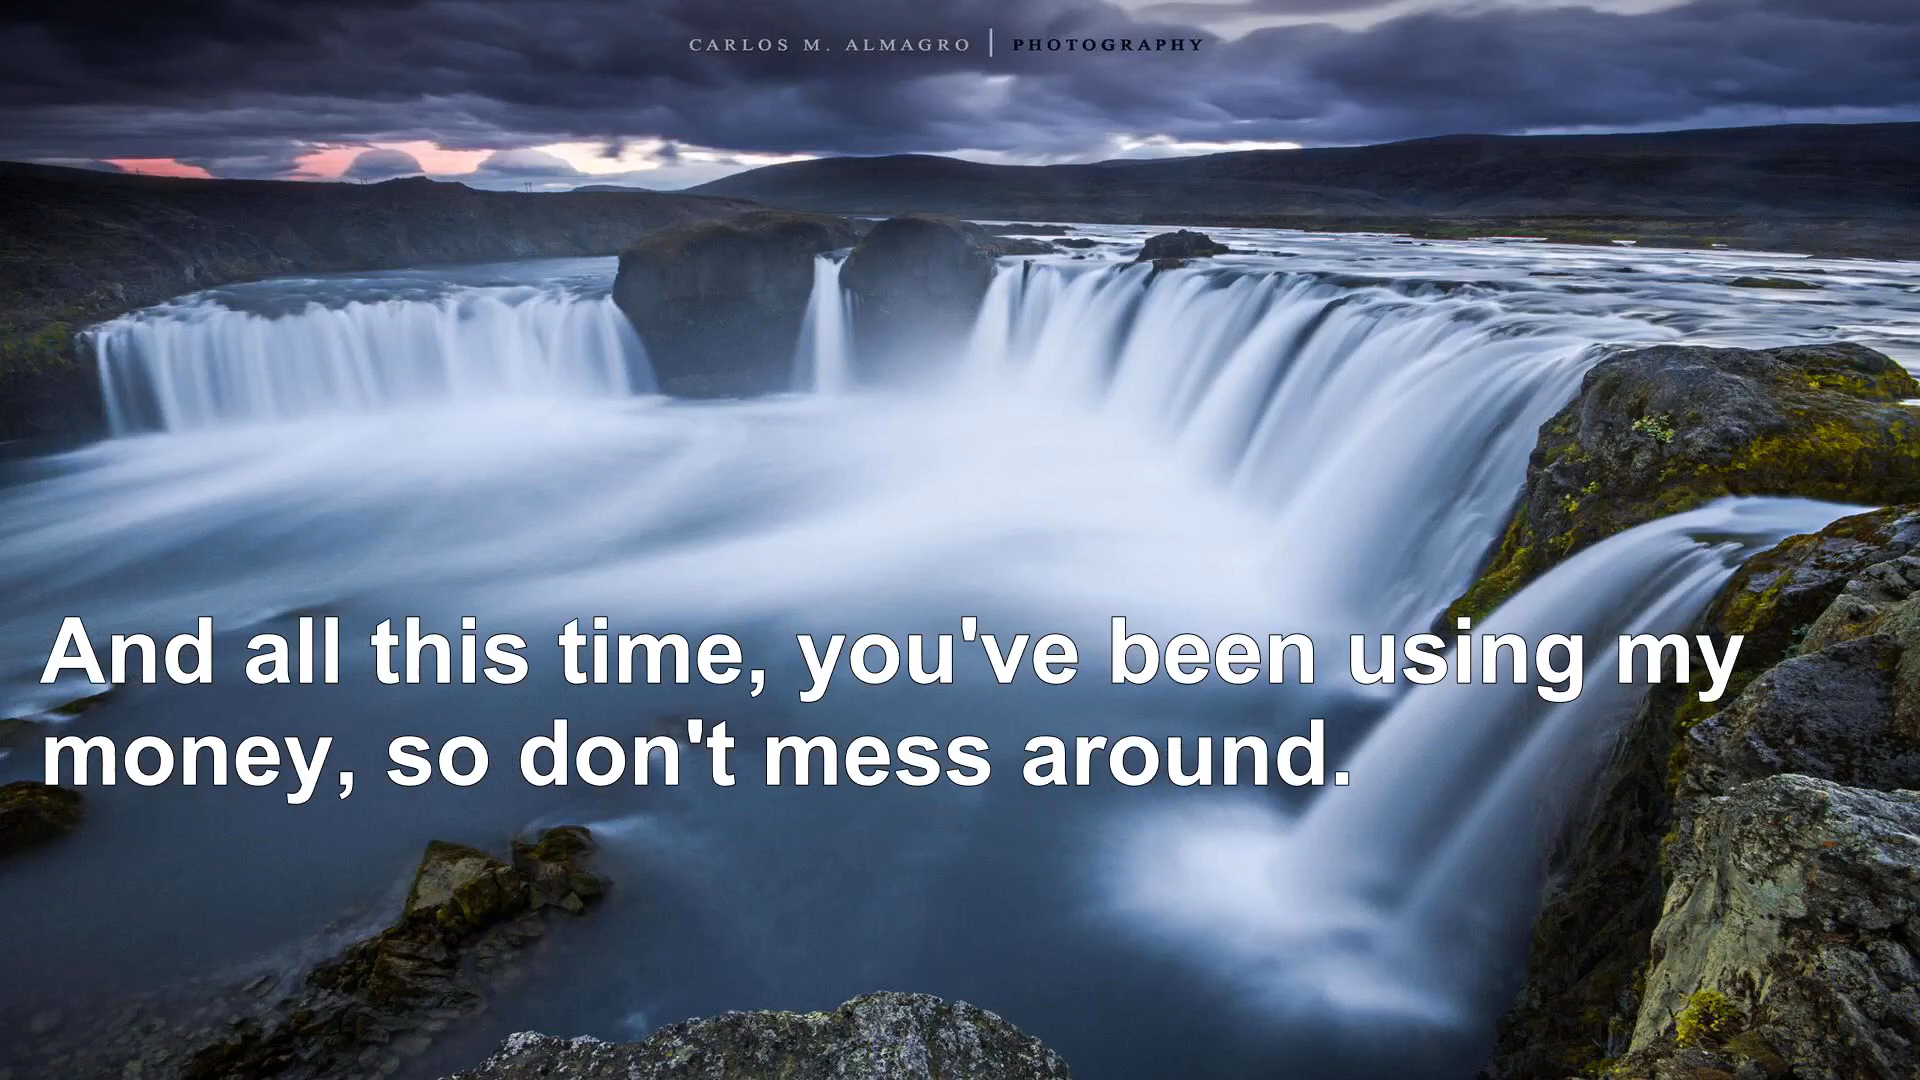 CARLOS M. ALMAGRO | PHOTOGRAPHY
And all this time, you've been using my
money, so don't mess around.